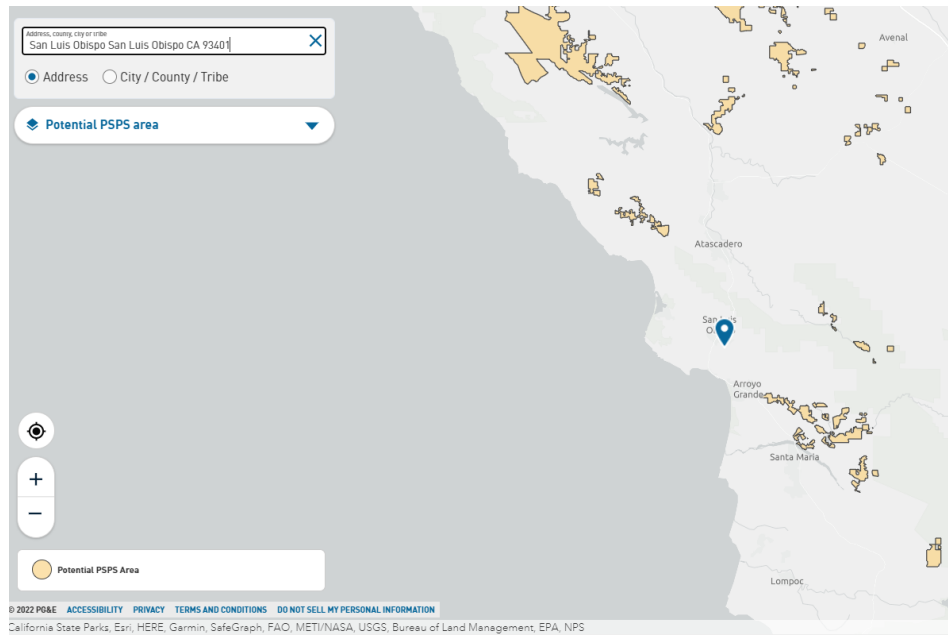 Address, county, city or tribe
San Luis Obispo San Luis Obispo CA 93401
Address
City / County / Tribe
Potential PSPS area
Avenal
Atascadero
San Luis
Arroyo
Grande
Santa Maria
Lompoc
Potential PSPS Area
© 2022 PG&E ACCESSIBILITY PRIVACY TERMS AND CONDITIONS DO NOT SELL MY PERSONAL INFORMATION
California State Parks, Esri, HERE, Garmin, SafeGraph, FAO, METI/NASA, USGS, Bureau of Land Management, EPA, NPS